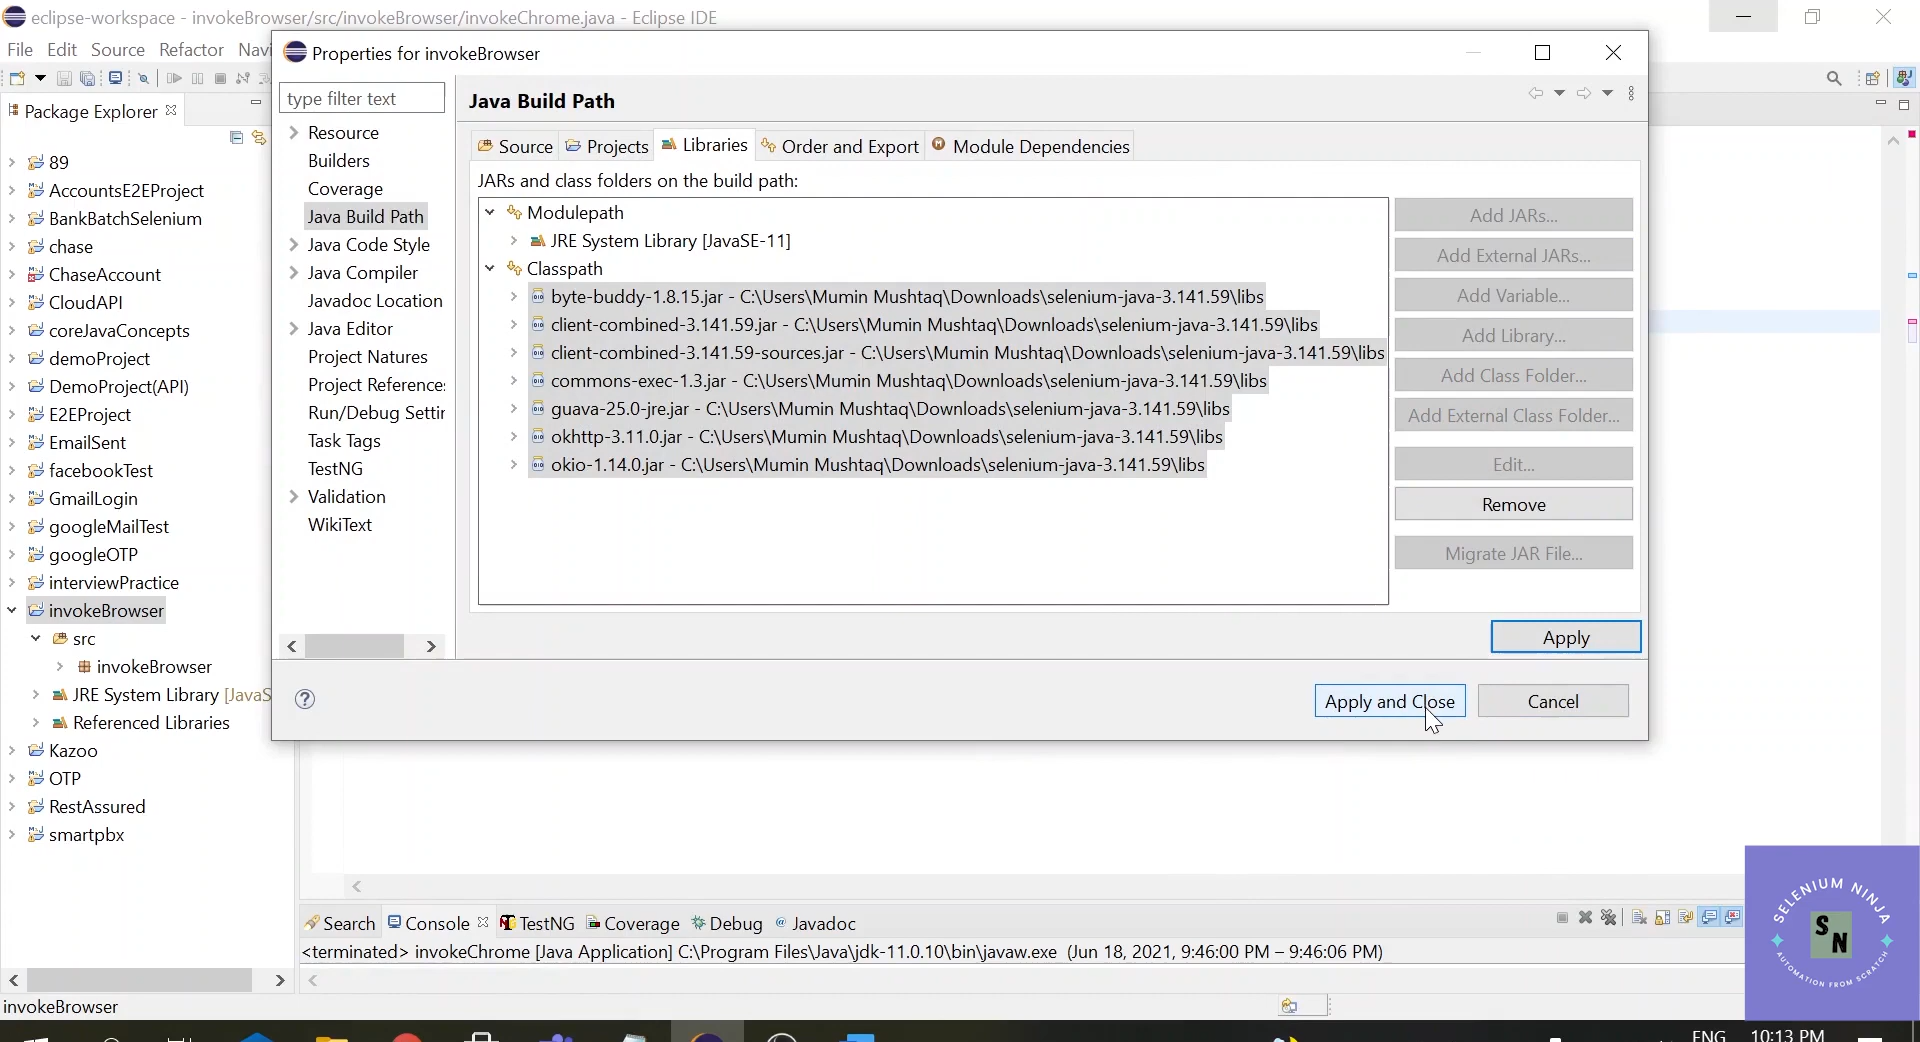 eclipse-workspace - invokeBrowser/src/invokeBrowser/invokeChrome.java - Eclipse IDE
File Edit Source Refactor Navi
Properties for invokeBrowser
Package Explorer
type filter text
Java Build Path
Resource
Builders
Coverage
Java Build Path
Java Code Style
Java Compiler
Javadoc Location
Java Editor
Project Natures
Project References
Run/Debug Settir
Task Tags
TestNG
Validation
WikiText
Source Projects Libraries Order and Export Module Dependencies
JARs and class folders on the build path:
Modulepath
JRE System Library [JavaSE-11]
Classpath
byte-buddy-1.8.15.jar - C:\Users\Mumin Mushtaq\Downloads\selenium-java-3.141.59\libs
client-combined-3.141.59.jar - C:\Users\Mumin Mushtaq\Downloads\selenium-java-3.141.59\libs
client-combined-3.141.59-sources.jar - C:\Users\Mumin Mushtaq\Downloads\selenium-java-3.141.59\libs
commons-exec-1.3.jar - C:\Users\Mumin Mushtaq\Downloads\selenium-java-3.141.59\libs
guava-25.0-jre.jar - C:\Users\Mumin Mushtaq\Downloads\selenium-java-3.141.59\libs
okhttp-3.11.0.jar - C:\Users\Mumin Mushtaq\Downloads\selenium-java-3.141.59\libs
okio-1.14.0.jar - C:\Users\Mumin Mushtaq\Downloads\selenium-java-3.141.59\libs
Add JARs...
Add External JARs...
Add Variable...
Add Library...
Add Class Folder...
Add External Class Folder...
Edit...
Remove
Migrate JAR File...
Apply
Apply and Close
Cancel
89
AccountsE2EProject
BankBatchSelenium
chase
ChaseAccount
CloudAPI
coreJavaConcepts
demoProject
DemoProject(API)
E2EProject
EmailSent
facebookTest
GmailLogin
googleMailTest
googleOTP
interviewPractice
invokeBrowser
src
invokeBrowser
JRE System Library [JavaS
Referenced Libraries
Kazoo
OTP
RestAssured
smartpbx
Search Console TestNG Coverage Debug @ Javadoc
<terminated> invokeChrome [Java Application] C:\Program Files\Java\jdk-11.0.10\bin\javaw.exe (Jun 18, 2021, 9:46:00 PM – 9:46:06 PM)
invokeBrowser
SELENIUM NINJA
SN
AUTOMATION FROM SCRATCH
ENG 10:13 PM